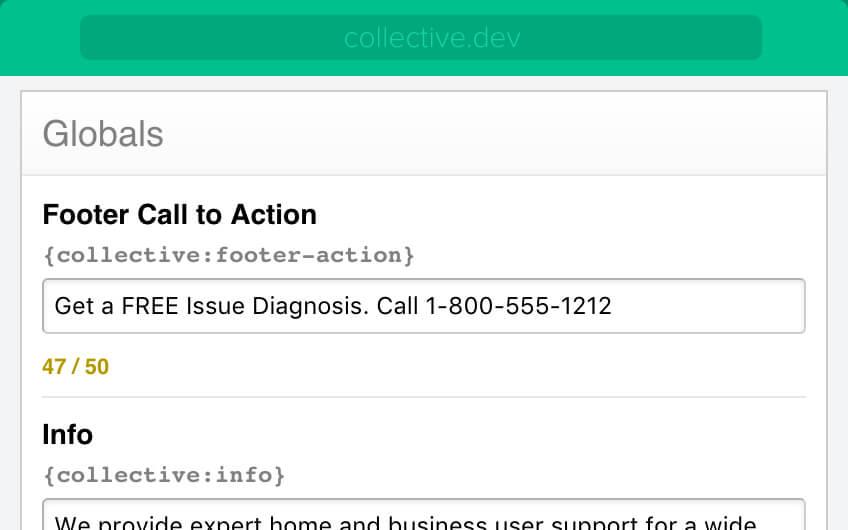 collective.dev
Globals
Footer Call to Action
{collective:footer-action}
Get a FREE Issue Diagnosis. Call 1-800-555-1212
47 / 50
Info
{collective:info}
We provide expert home and business user support for a wide